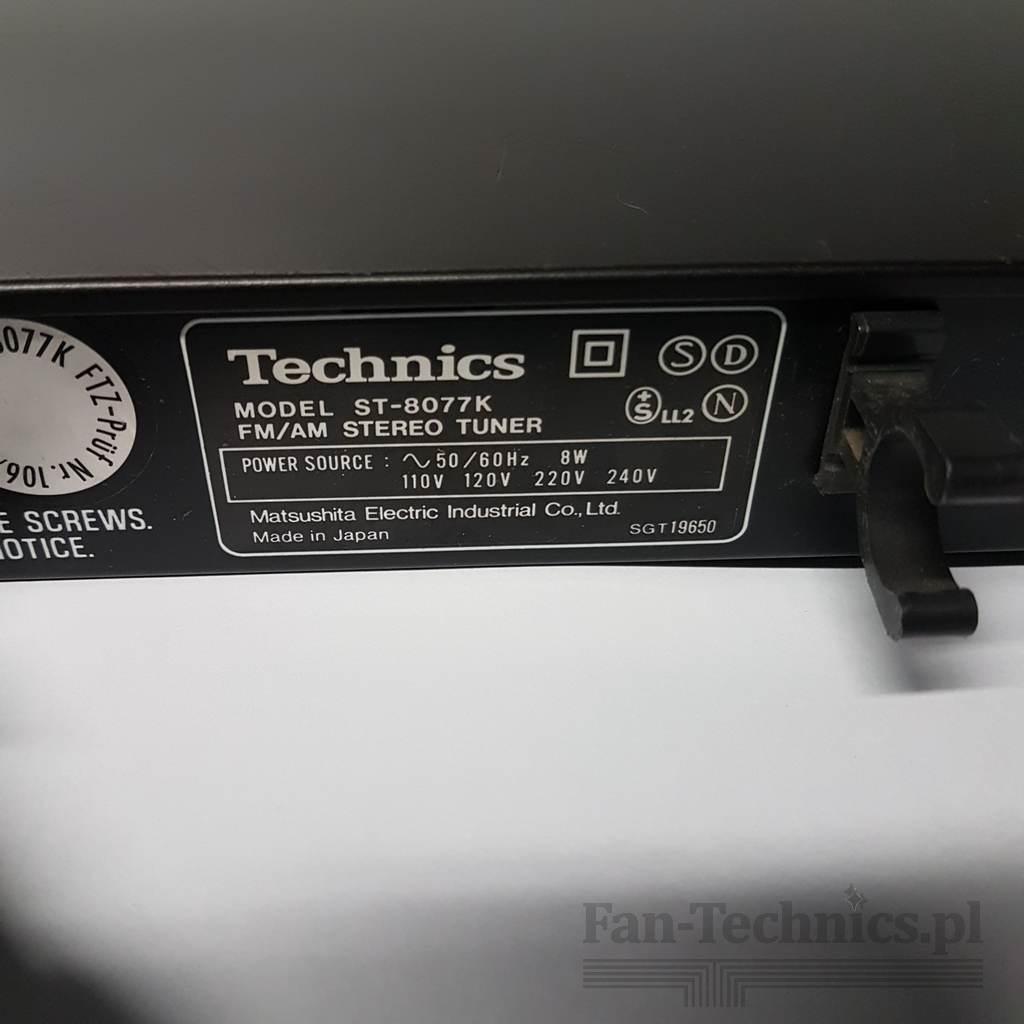 8077K FTZ-Prüf Nr. 106
E SCREWS.
OTICE.
Technics
S D
MODEL ST-8077K
S LL2 N
FM/AM STEREO TUNER
POWER SOURCE : ∿ 50/60Hz 8W
110V 120V 220V 240V
Matsushita Electric Industrial Co., Ltd.
Made in Japan
SGT19650
Fan-Technics.pl